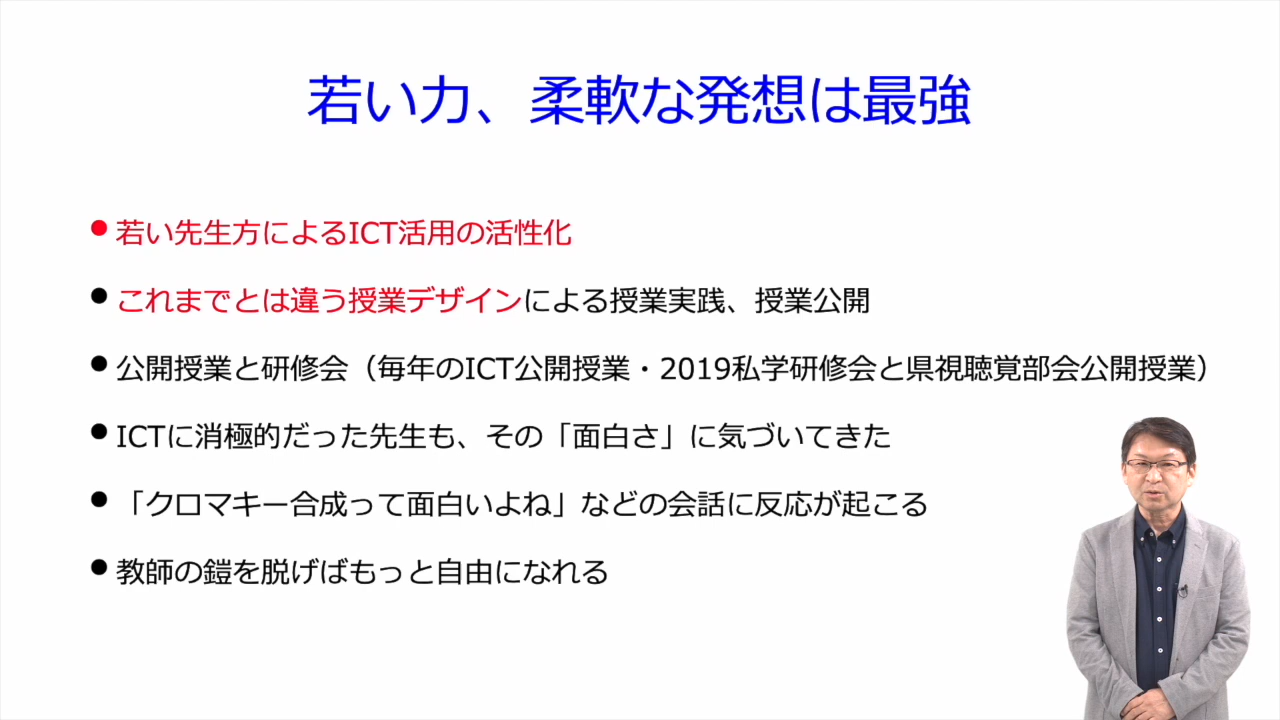 若い力、柔軟な発想は最強
●若い先生方によるICT活用の活性化
●これまでとは違う授業デザインによる授業実践、授業公開
●公開授業と研修会（毎年のICT公開授業・2019私学研修会と県視聴覚部会公開授業）
●ICTに消極的だった先生も、その「面白さ」に気づいてきた
●「クロマキー合成って面白いよね」などの会話に反応が起こる
●教師の鎧を脱げばもっと自由になれる